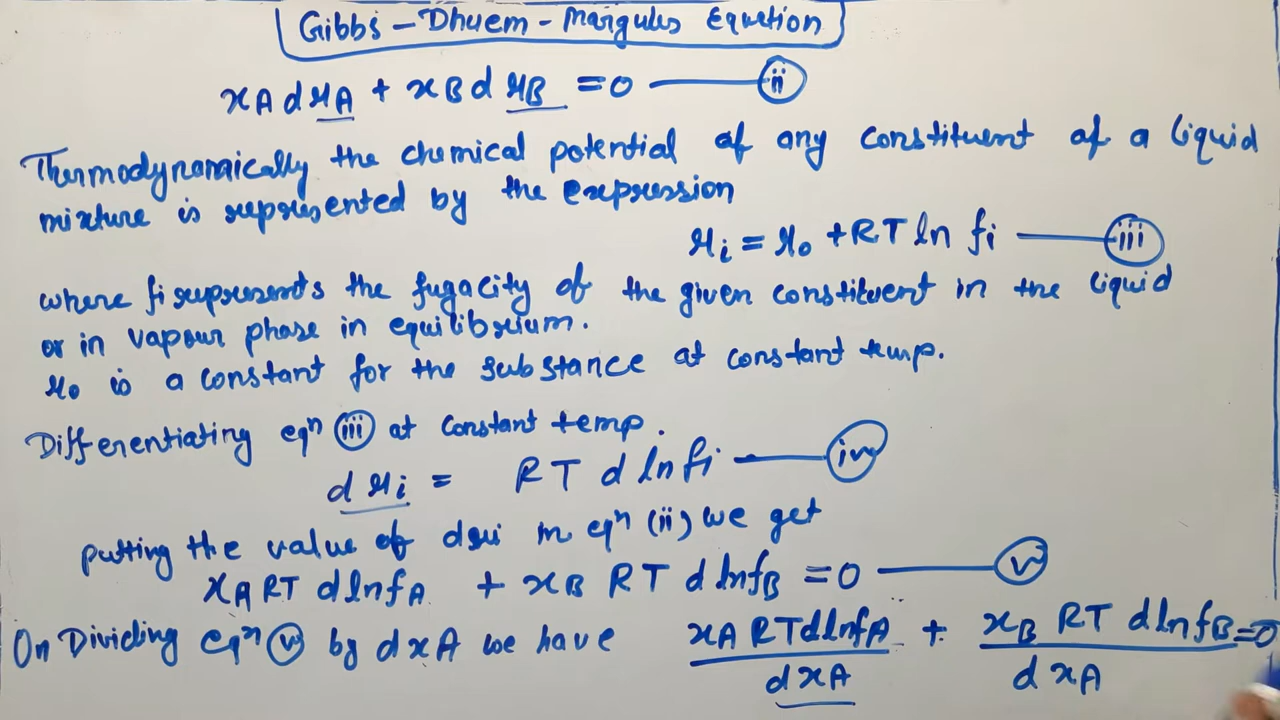 Gibbs - Dhuem - Margules Equation
xA dμA + xB dμB = 0 — (ii)
Thermodynamically the chemical potential of any constituent of a liquid
mixture is represented by the expression
μi = μo + RT ln fi — (iii)
where fi represents the fugacity of the given constituent in the liquid
or in vapour phase in equilibrium.
μo is a constant for the substance at constant temp.
Differentiating eqn (iii) at constant temp.
dμi = RT d ln fi — (iv)
putting the value of dμi in eqn (ii) we get
xA RT d ln fA + xB RT d ln fB = 0 — (v)
On Dividing eqn (v) by dxA we have xA RT d ln fA / dxA + xB RT d ln fB / dxA = 0